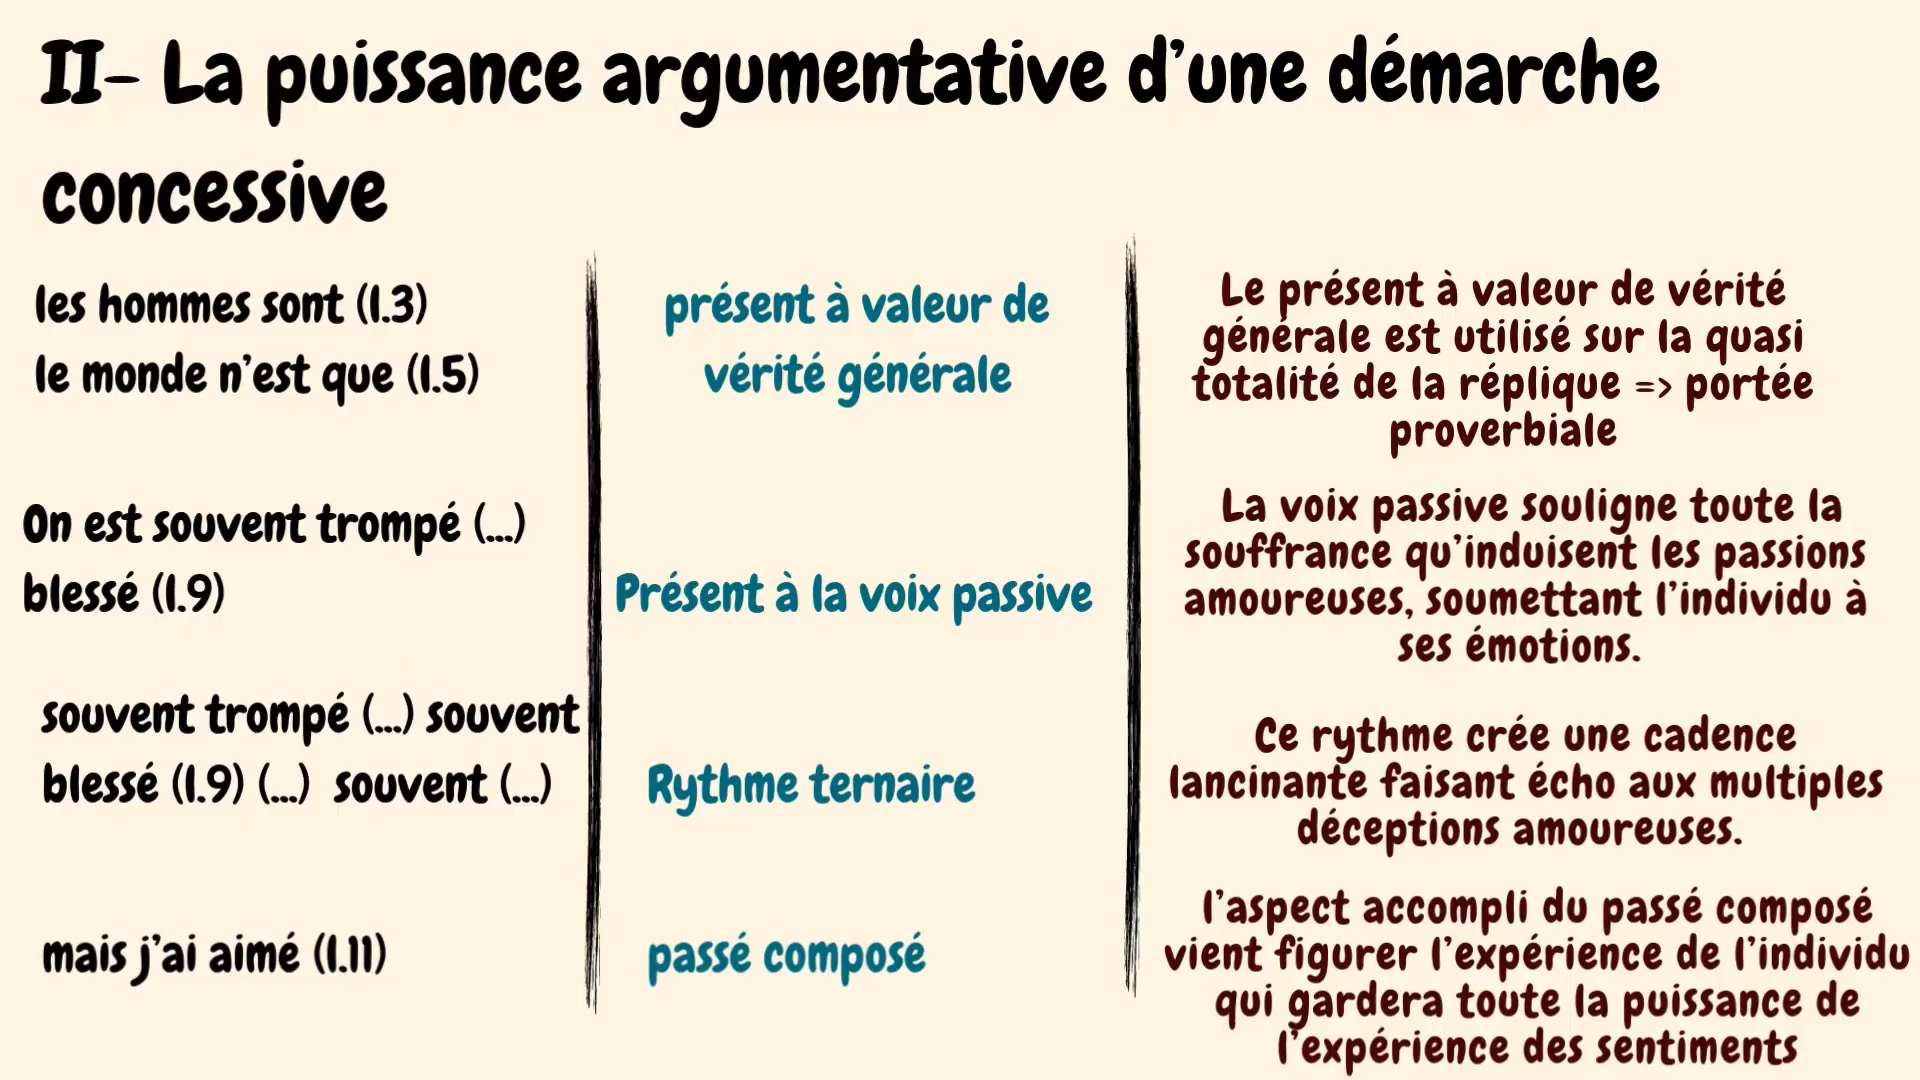 II- La puissance argumentative d’une démarche
concessive
les hommes sont (l.3)
le monde n’est que (l.5)
présent à valeur de
vérité générale
Le présent à valeur de vérité
générale est utilisé sur la quasi
totalité de la réplique => portée
proverbiale
On est souvent trompé (...)
blessé (l.9)
Présent à la voix passive
La voix passive souligne toute la
souffrance qu’induisent les passions
amoureuses, soumettant l’individu à
ses émotions.
souvent trompé (...) souvent
blessé (l.9) (...) souvent (...)
Rythme ternaire
Ce rythme crée une cadence
lancinante faisant écho aux multiples
déceptions amoureuses.
mais j’ai aimé (l.11)
passé composé
l’aspect accompli du passé composé
vient figurer l’expérience de l’individu
qui gardera toute la puissance de
l’expérience des sentiments